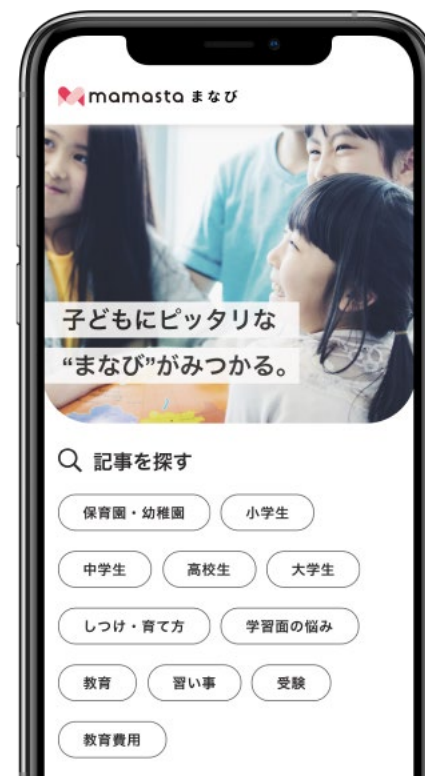 mamasta まなび
子どもにピッタリな
“まなび”がみつかる。
記事を探す
保育園・幼稚園 小学生
中学生 高校生 大学生
しつけ・育て方 学習面の悩み
教育 習い事 受験
教育費用